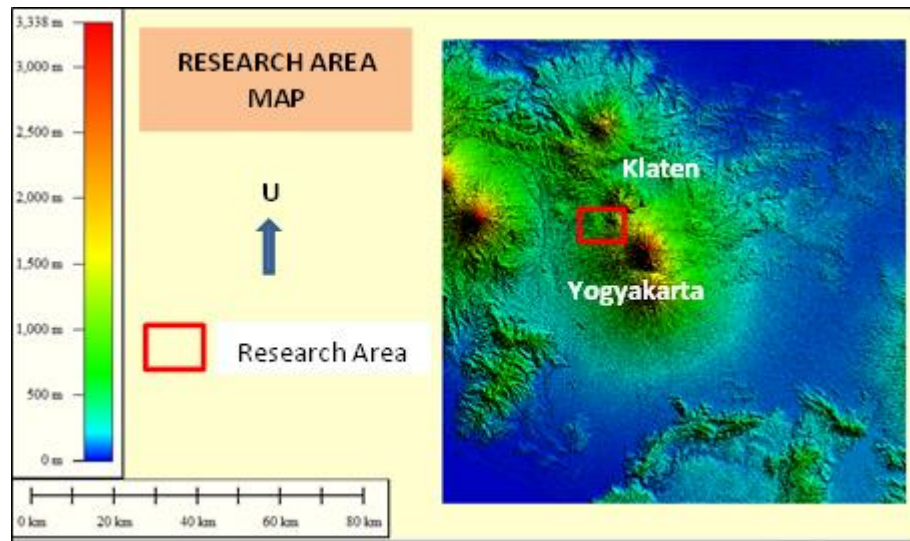 3,338 m
3,000 m
2,500 m
2,000 m
1,500 m
1,000 m
500 m
0 m
RESEARCH AREA
MAP
U
Research Area
0 km 20 km 40 km 60 km 80 km
Klaten
Yogyakarta